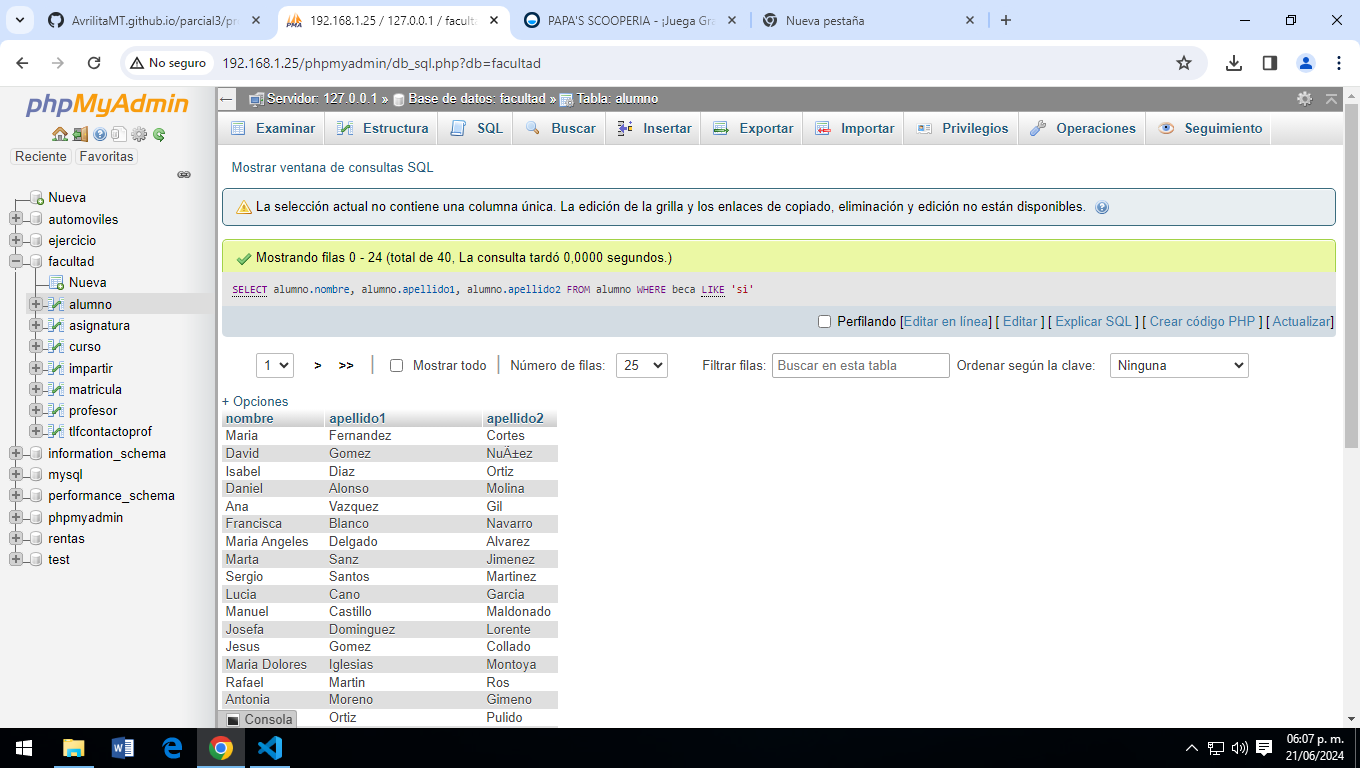 AvrilitaMT.github.io/parcial3/pr
192.168.1.25 / 127.0.0.1 / faculta
PAPA'S SCOOPERIA - ¡Juega Gra
Nueva pestaña
No seguro
192.168.1.25/phpmyadmin/db_sql.php?db=facultad
phpMyAdmin
Reciente Favoritas
Nueva
automoviles
ejercicio
facultad
Nueva
alumno
asignatura
curso
impartir
matricula
profesor
tlfcontactoprof
information_schema
mysql
performance_schema
phpmyadmin
rentas
test
Servidor: 127.0.0.1 » Base de datos: facultad » Tabla: alumno
Examinar Estructura SQL Buscar Insertar Exportar Importar Privilegios Operaciones Seguimiento
Mostrar ventana de consultas SQL
La selección actual no contiene una columna única. La edición de la grilla y los enlaces de copiado, eliminación y edición no están disponibles.
Mostrando filas 0 - 24 (total de 40, La consulta tardó 0,0000 segundos.)
SELECT alumno.nombre, alumno.apellido1, alumno.apellido2 FROM alumno WHERE beca LIKE 'si'
Perfilando [Editar en línea] [ Editar ] [ Explicar SQL ] [ Crear código PHP ] [ Actualizar]
1 > >> | Mostrar todo | Número de filas: 25 Filtrar filas: Buscar en esta tabla Ordenar según la clave: Ninguna
+ Opciones
nombre apellido1 apellido2
Maria Fernandez Cortes
David Gomez NuÄ±ez
Isabel Diaz Ortiz
Daniel Alonso Molina
Ana Vazquez Gil
Francisca Blanco Navarro
Maria Angeles Delgado Alvarez
Marta Sanz Jimenez
Sergio Santos Martinez
Lucia Cano Garcia
Manuel Castillo Maldonado
Josefa Dominguez Lorente
Jesus Gomez Collado
Maria Dolores Iglesias Montoya
Rafael Martin Ros
Antonia Moreno Gimeno
Ortiz Pulido
Consola
06:07 p. m.
21/06/2024